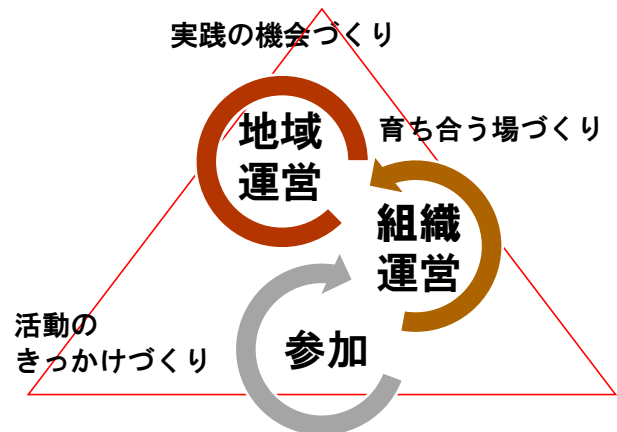 実践の機会づくり
地域
運営
育ち合う場づくり
組織
運営
活動の
きっかけづくり
参加